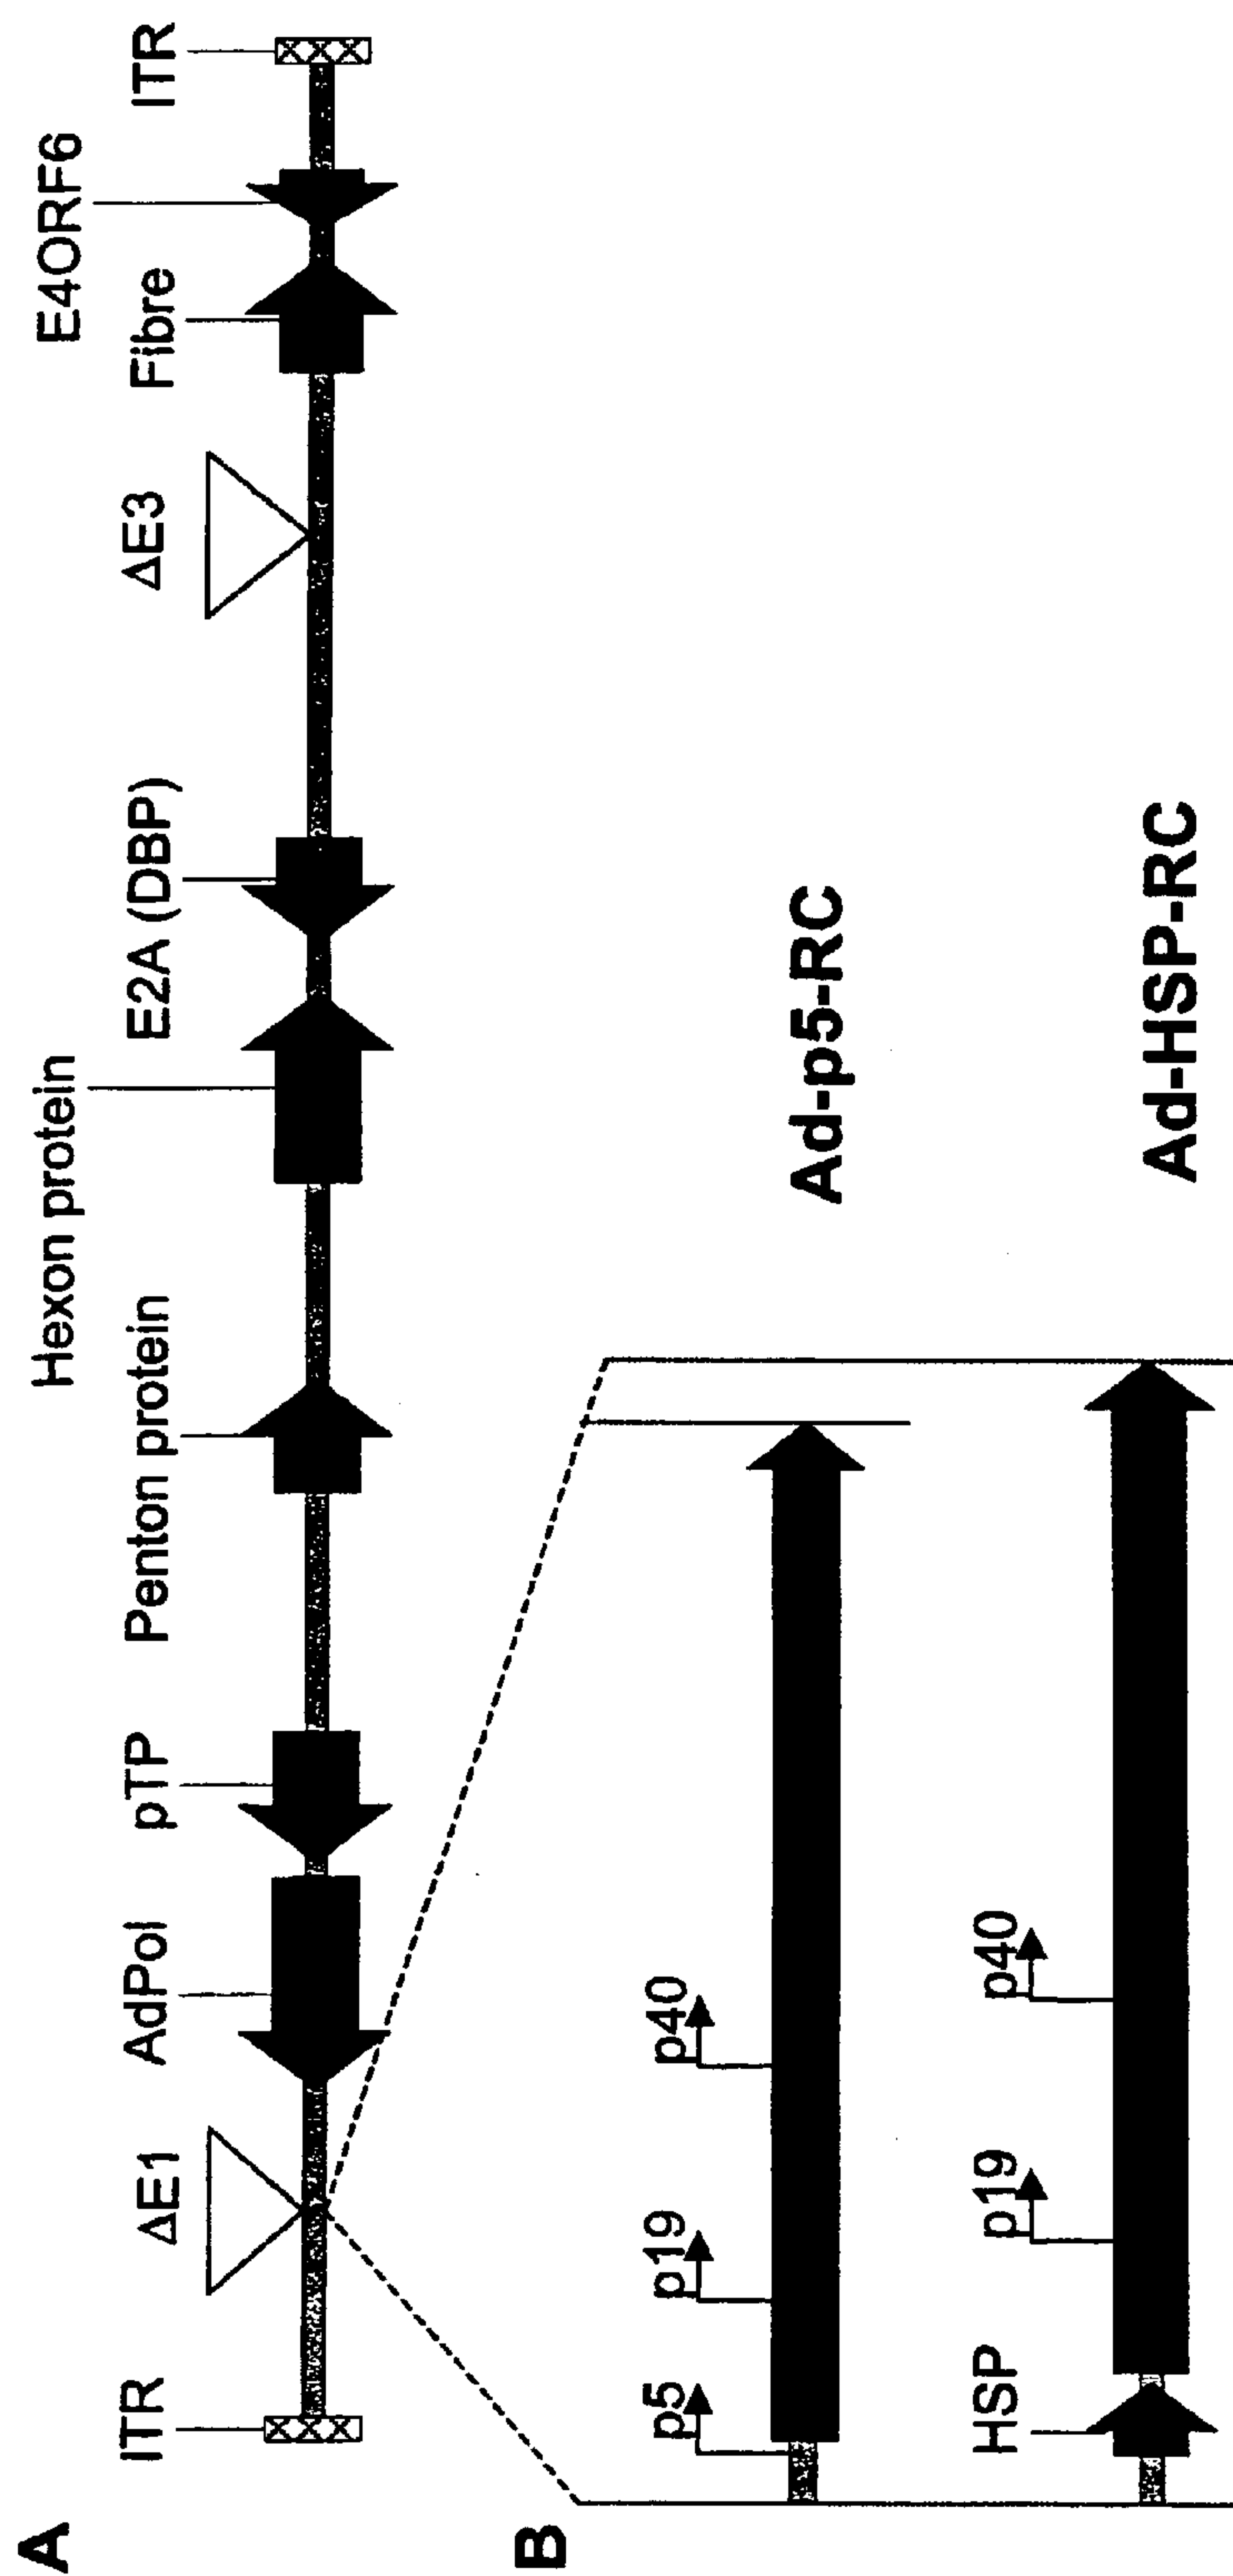 A
ITR
ΔE1
AdPol
pTP
Penton protein
Hexon protein
E2A (DBP)
ΔE3
Fibre
E4ORF6
ITR
B
p5
p19
p40
Ad-p5-RC
HSP
p19
p40
Ad-HSP-RC